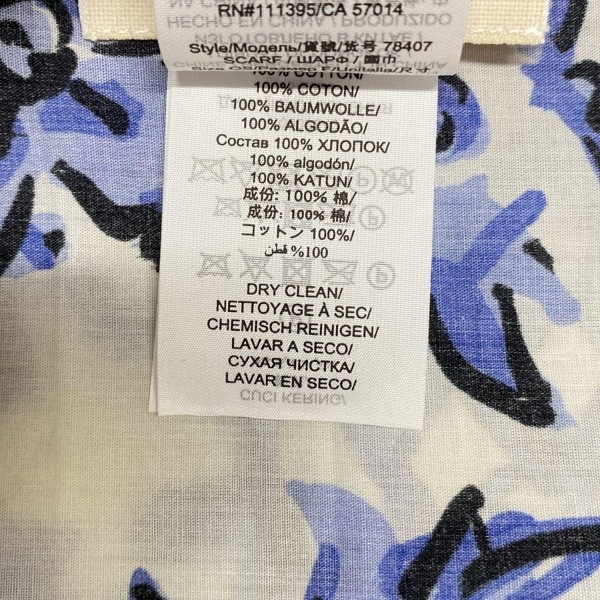 RN#111395/CA 57014
Style/Модель/貨號/货号 78407
SCARF / ШАРФ / 圍巾
100% COTTON/
100% COTON/
100% BAUMWOLLE/
100% ALGODÃO/
Состав 100% ХЛОПОК/
100% algodón/
100% KATUN/
成份: 100% 棉/
成份: 100% 棉/
コットン 100%/
100% قطن/
DRY CLEAN/
NETTOYAGE À SEC/
CHEMISCH REINIGEN/
LAVAR A SECO/
СУХАЯ ЧИСТКА/
LAVAR EN SECO/
CUCI KERING/